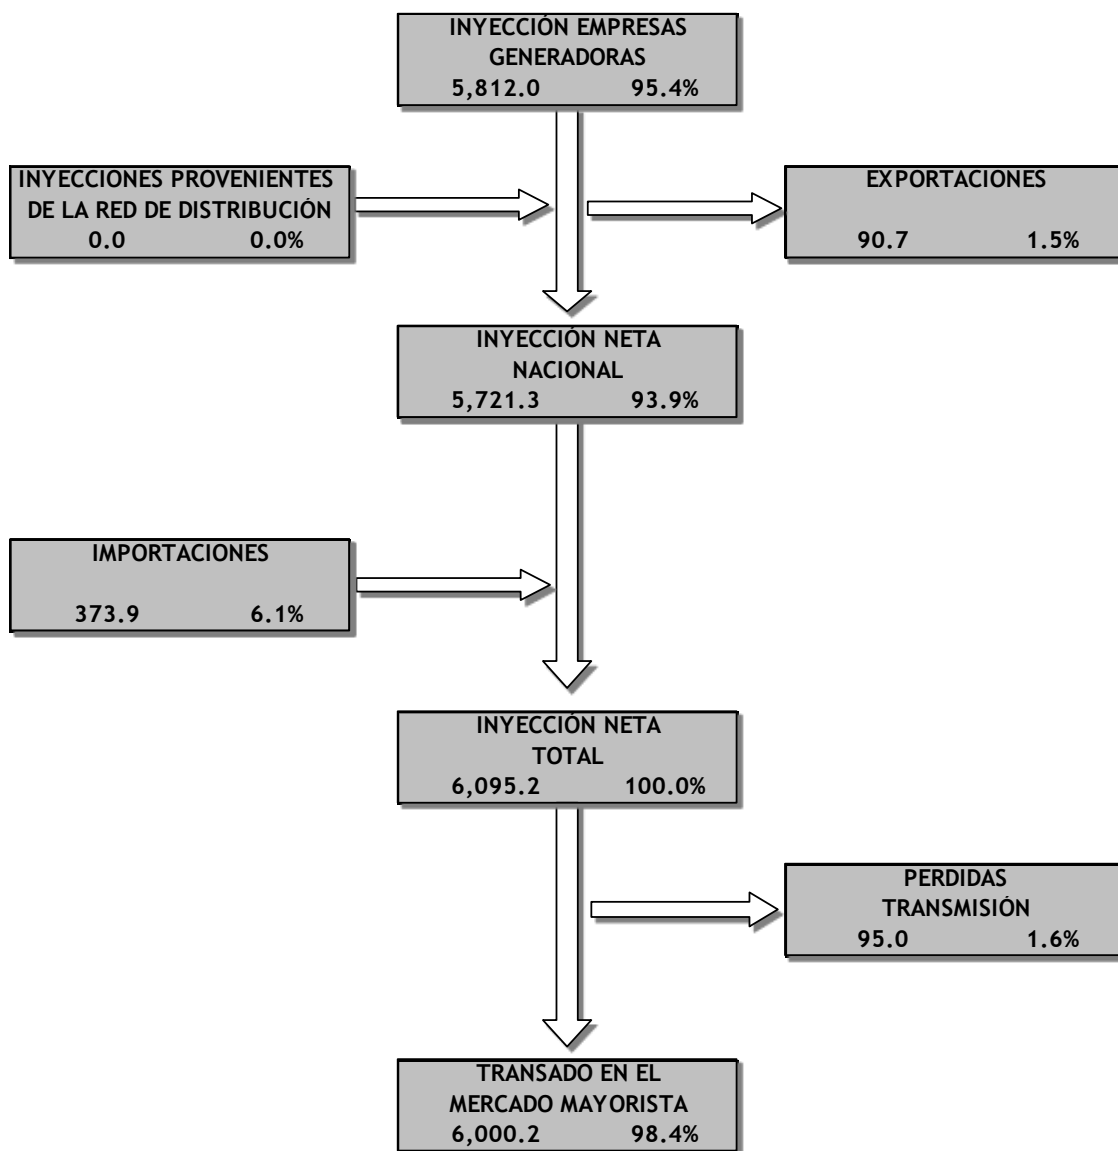 INYECCIÓN EMPRESAS
GENERADORAS
5,812.0 95.4%
INYECCIONES PROVENIENTES
DE LA RED DE DISTRIBUCIÓN
0.0 0.0%
EXPORTACIONES
90.7 1.5%
INYECCIÓN NETA
NACIONAL
5,721.3 93.9%
IMPORTACIONES
373.9 6.1%
INYECCIÓN NETA
TOTAL
6,095.2 100.0%
PERDIDAS
TRANSMISIÓN
95.0 1.6%
TRANSADO EN EL
MERCADO MAYORISTA
6,000.2 98.4%